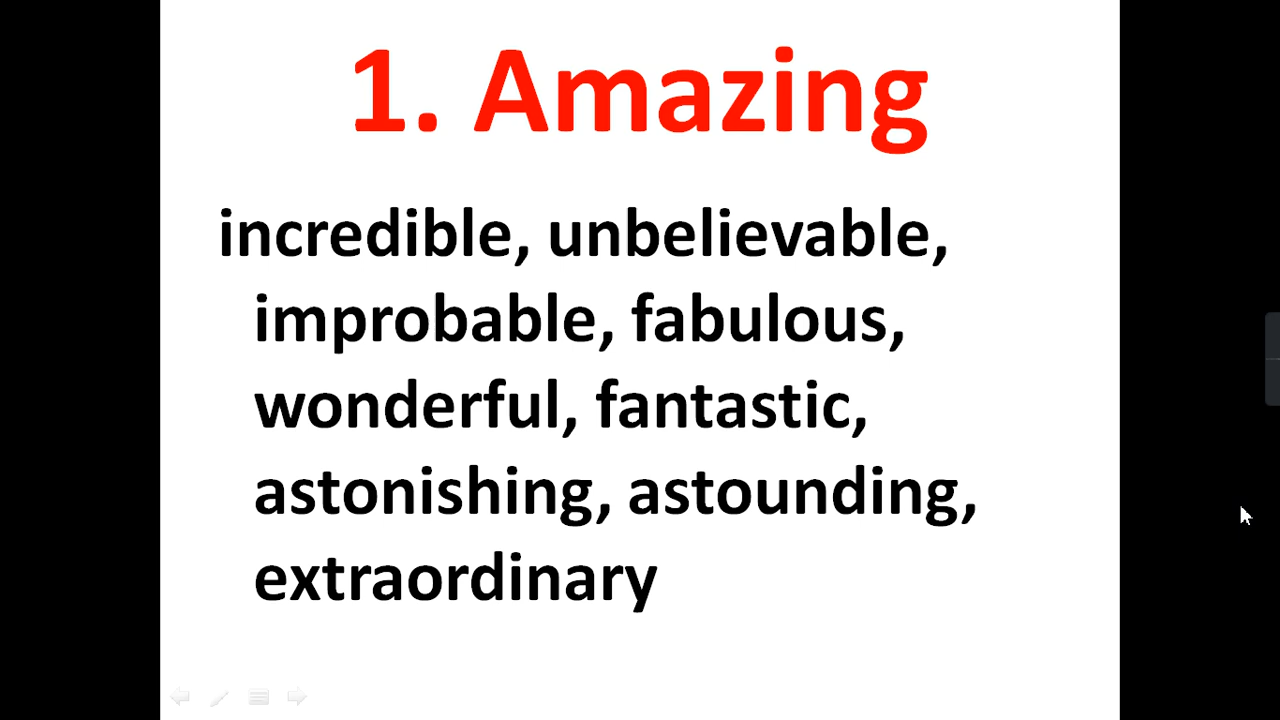 1. Amazing
incredible, unbelievable,
improbable, fabulous,
wonderful, fantastic,
astonishing, astounding,
extraordinary